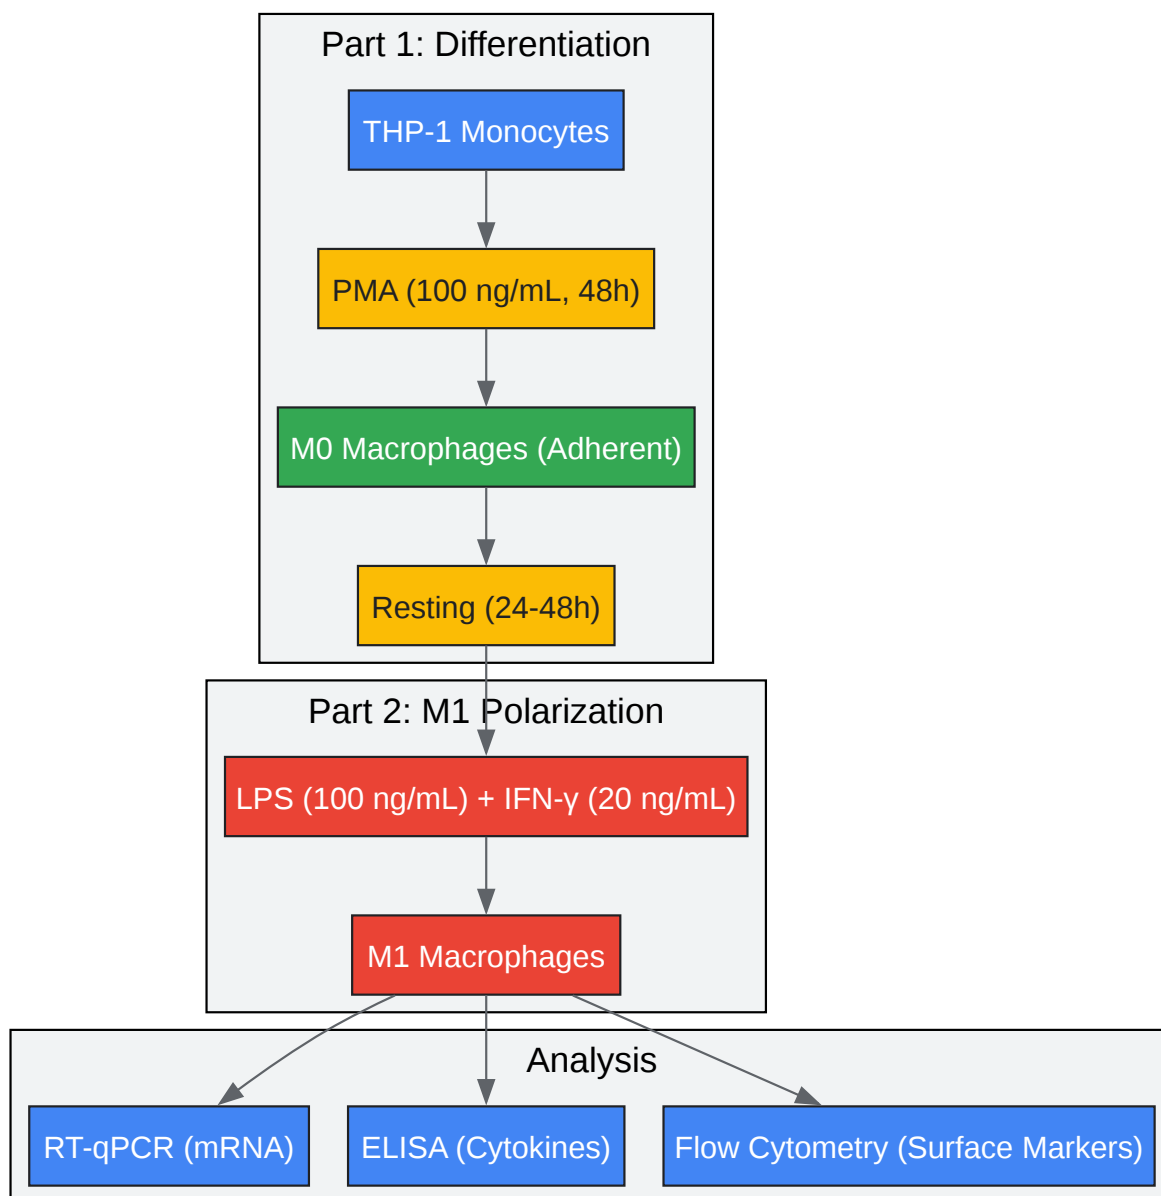 Part 1: Differentiation
THP-1 Monocytes
PMA (100 ng/mL, 48h)
M0 Macrophages (Adherent)
Resting (24-48h)
Part 2: M1 Polarization
LPS (100 ng/mL) + IFN-γ (20 ng/mL)
M1 Macrophages
Analysis
RT-qPCR (mRNA)
ELISA (Cytokines)
Flow Cytometry (Surface Markers)